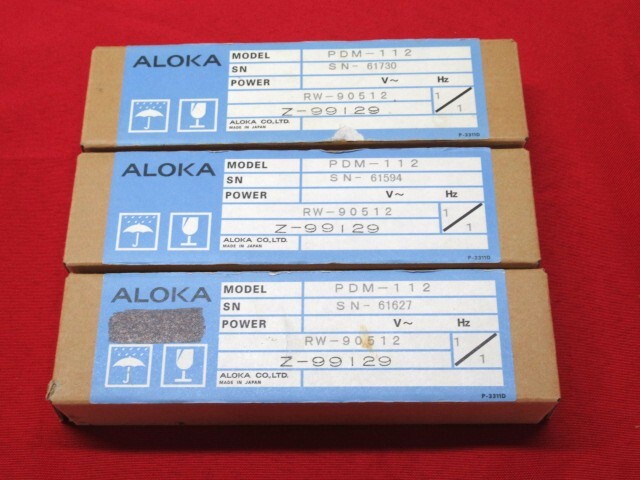 ALOKA
MODEL PDM-112
SN SN- 61730
POWER V~ Hz
RW-90512 1/1
Z-99129
ALOKA CO.,LTD.
MADE IN JAPAN
P-3311D
ALOKA
MODEL PDM-112
SN SN- 61594
POWER V~ Hz
RW-90512 1/1
Z-99129
ALOKA CO.,LTD.
MADE IN JAPAN
P-3311D
ALOKA
MODEL PDM-112
SN SN- 61627
POWER V~ Hz
RW-90512 1/1
Z-99129
ALOKA CO.,LTD.
MADE IN JAPAN
P-3311D